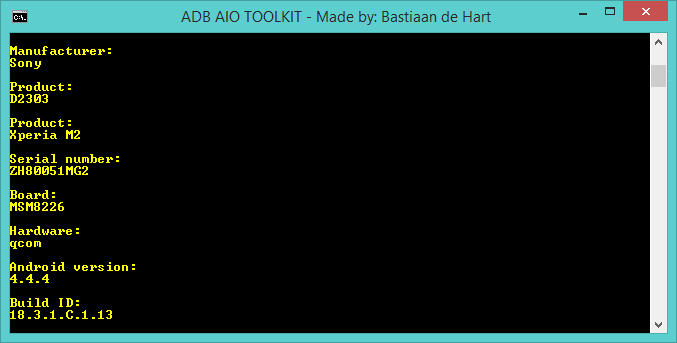 ADB AIO TOOLKIT - Made by: Bastiaan de Hart
Manufacturer:
Sony
Product:
D2303
Product:
Xperia M2
Serial number:
ZH80051MG2
Board:
MSM8226
Hardware:
qcom
Android version:
4.4.4
Build ID:
18.3.1.C.1.13